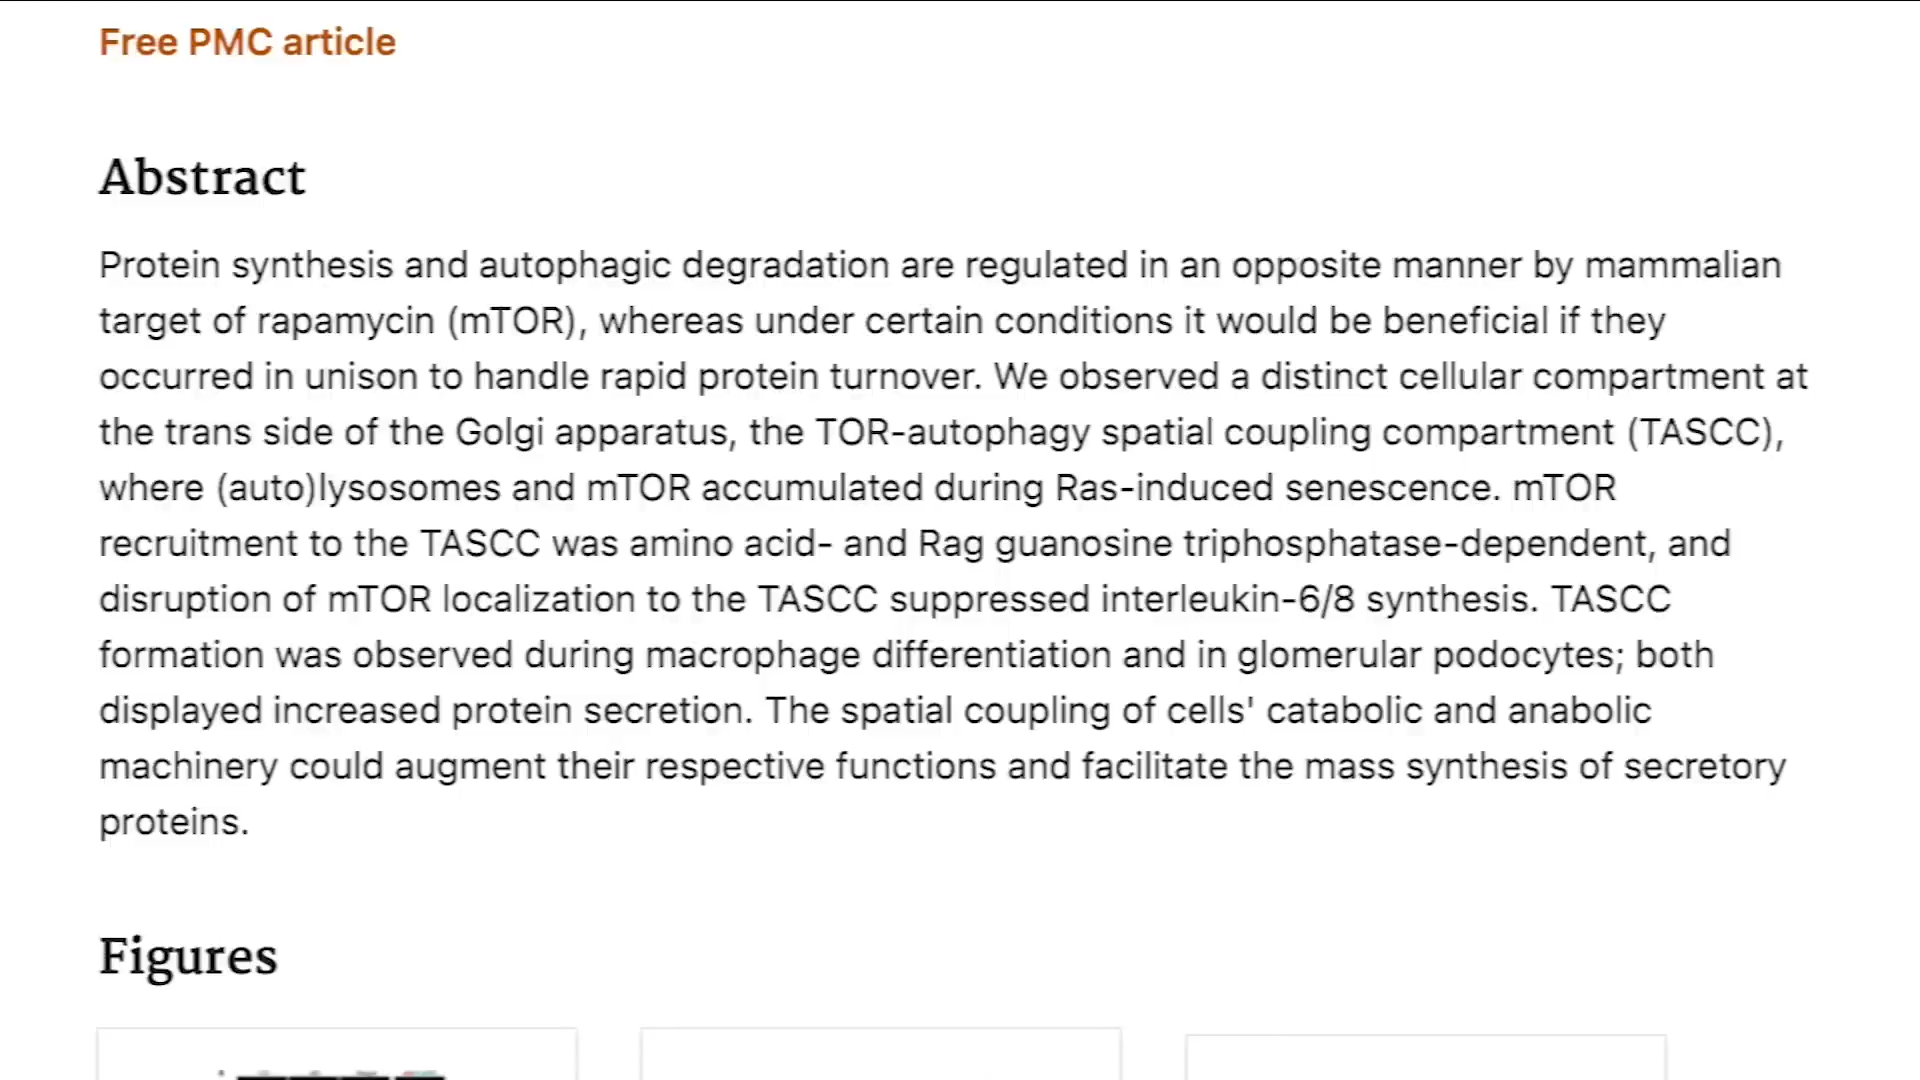 Free PMC article
Abstract
Protein synthesis and autophagic degradation are regulated in an opposite manner by mammalian
target of rapamycin (mTOR), whereas under certain conditions it would be beneficial if they
occurred in unison to handle rapid protein turnover. We observed a distinct cellular compartment at
the trans side of the Golgi apparatus, the TOR-autophagy spatial coupling compartment (TASCC),
where (auto)lysosomes and mTOR accumulated during Ras-induced senescence. mTOR
recruitment to the TASCC was amino acid- and Rag guanosine triphosphatase-dependent, and
disruption of mTOR localization to the TASCC suppressed interleukin-6/8 synthesis. TASCC
formation was observed during macrophage differentiation and in glomerular podocytes; both
displayed increased protein secretion. The spatial coupling of cells' catabolic and anabolic
machinery could augment their respective functions and facilitate the mass synthesis of secretory
proteins.
Figures